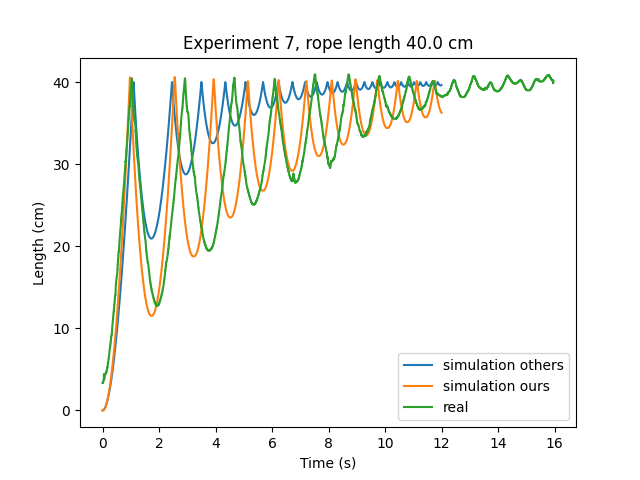 Experiment 7, rope length 40.0 cm
Length (cm)
40
30
20
10
0
simulation others
simulation ours
real
0 2 4 6 8 10 12 14 16
Time (s)